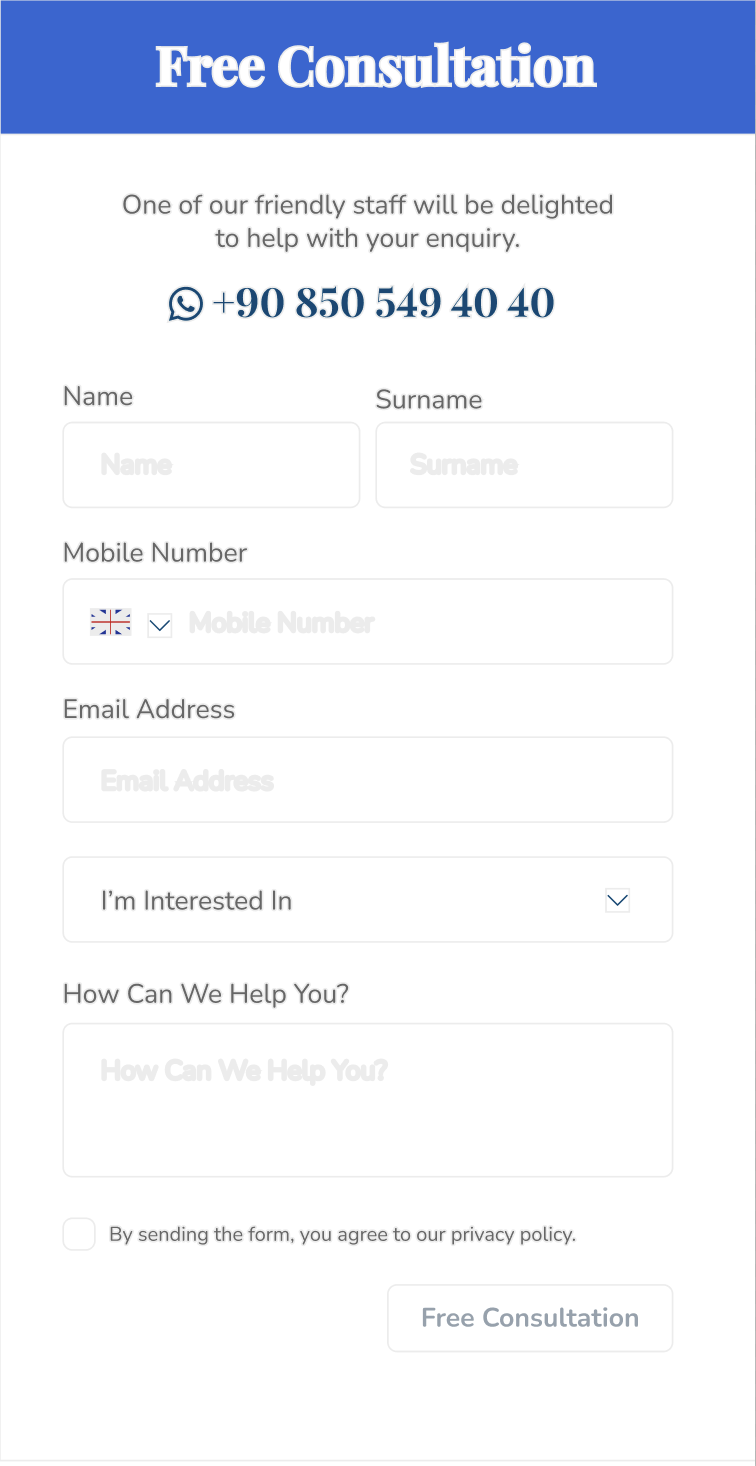 Free Consultation
One of our friendly staff will be delighted
to help with your enquiry.
+90 850 549 40 40
Name
Surname
Name
Surname
Mobile Number
Mobile Number
Email Address
Email Address
I’m Interested In
How Can We Help You?
How Can We Help You?
By sending the form, you agree to our privacy policy.
Free Consultation